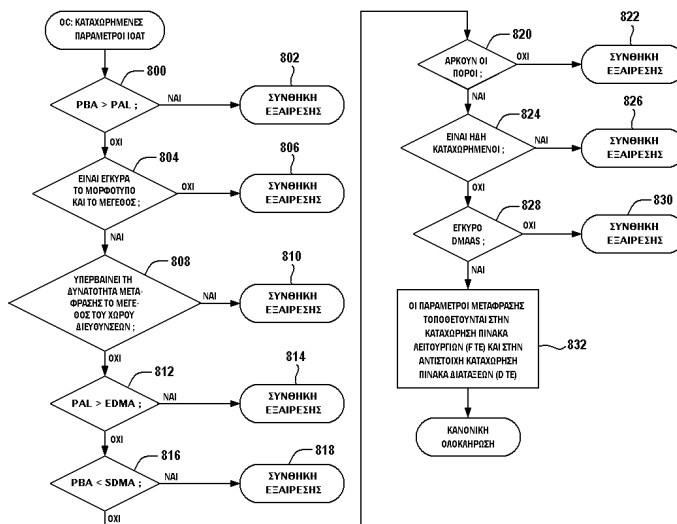 OC: ΚΑΤΑΧΩΡΗΜΕΝΕΣ
ΠΑΡΑΜΕΤΡΟΙ ΙΟΑΤ
800
PBA > PAL ;
ΝΑΙ
802
ΣΥΝΘΗΚΗ
ΕΞΑΙΡΕΣΗΣ
ΟΧΙ
804
ΕΙΝΑΙ ΕΓΚΥΡΑ
ΤΟ ΜΟΡΦΟΤΥΠΟ
ΚΑΙ ΤΟ ΜΕΓΕΘΟΣ ;
ΟΧΙ
806
ΣΥΝΘΗΚΗ
ΕΞΑΙΡΕΣΗΣ
ΝΑΙ
808
ΥΠΕΡΒΑΙΝΕΙ ΤΗ
ΔΥΝΑΤΟΤΗΤΑ ΜΕΤΑ-
ΦΡΑΣΗΣ ΤΟ ΜΕΓΕ-
ΘΟΣ ΤΟΥ ΧΩΡΟΥ
ΔΙΕΥΘΥΝΣΕΩΝ ;
ΝΑΙ
810
ΣΥΝΘΗΚΗ
ΕΞΑΙΡΕΣΗΣ
ΟΧΙ
812
PAL > EDMA ;
ΝΑΙ
814
ΣΥΝΘΗΚΗ
ΕΞΑΙΡΕΣΗΣ
ΟΧΙ
816
PBA < SDMA ;
ΝΑΙ
818
ΣΥΝΘΗΚΗ
ΕΞΑΙΡΕΣΗΣ
ΟΧΙ
820
ΑΡΚΟΥΝ ΟΙ
ΠΟΡΟΙ ;
ΟΧΙ
822
ΣΥΝΘΗΚΗ
ΕΞΑΙΡΕΣΗΣ
ΝΑΙ
824
ΕΙΝΑΙ ΗΔΗ
ΚΑΤΑΧΩΡΗΜΕΝΟΙ ;
ΝΑΙ
826
ΣΥΝΘΗΚΗ
ΕΞΑΙΡΕΣΗΣ
ΟΧΙ
828
ΕΓΚΥΡΟ
DMAAS ;
ΟΧΙ
830
ΣΥΝΘΗΚΗ
ΕΞΑΙΡΕΣΗΣ
ΝΑΙ
ΟΙ ΠΑΡΑΜΕΤΡΟΙ ΜΕΤΑΦΡΑΣΗΣ
ΤΟΠΟΘΕΤΟΥΝΤΑΙ ΣΤΗΝ
ΚΑΤΑΧΩΡΗΣΗ ΠΙΝΑΚΑ
ΛΕΙΤΟΥΡΓΙΩΝ (F TE) ΚΑΙ ΣΤΗΝ
ΑΝΤΙΣΤΟΙΧΗ ΚΑΤΑΧΩΡΗΣΗ
ΠΙΝΑΚΑ ΔΙΑΤΑΞΕΩΝ (D TE)
832
ΚΑΝΟΝΙΚΗ
ΟΛΟΚΛΗΡΩΣΗ